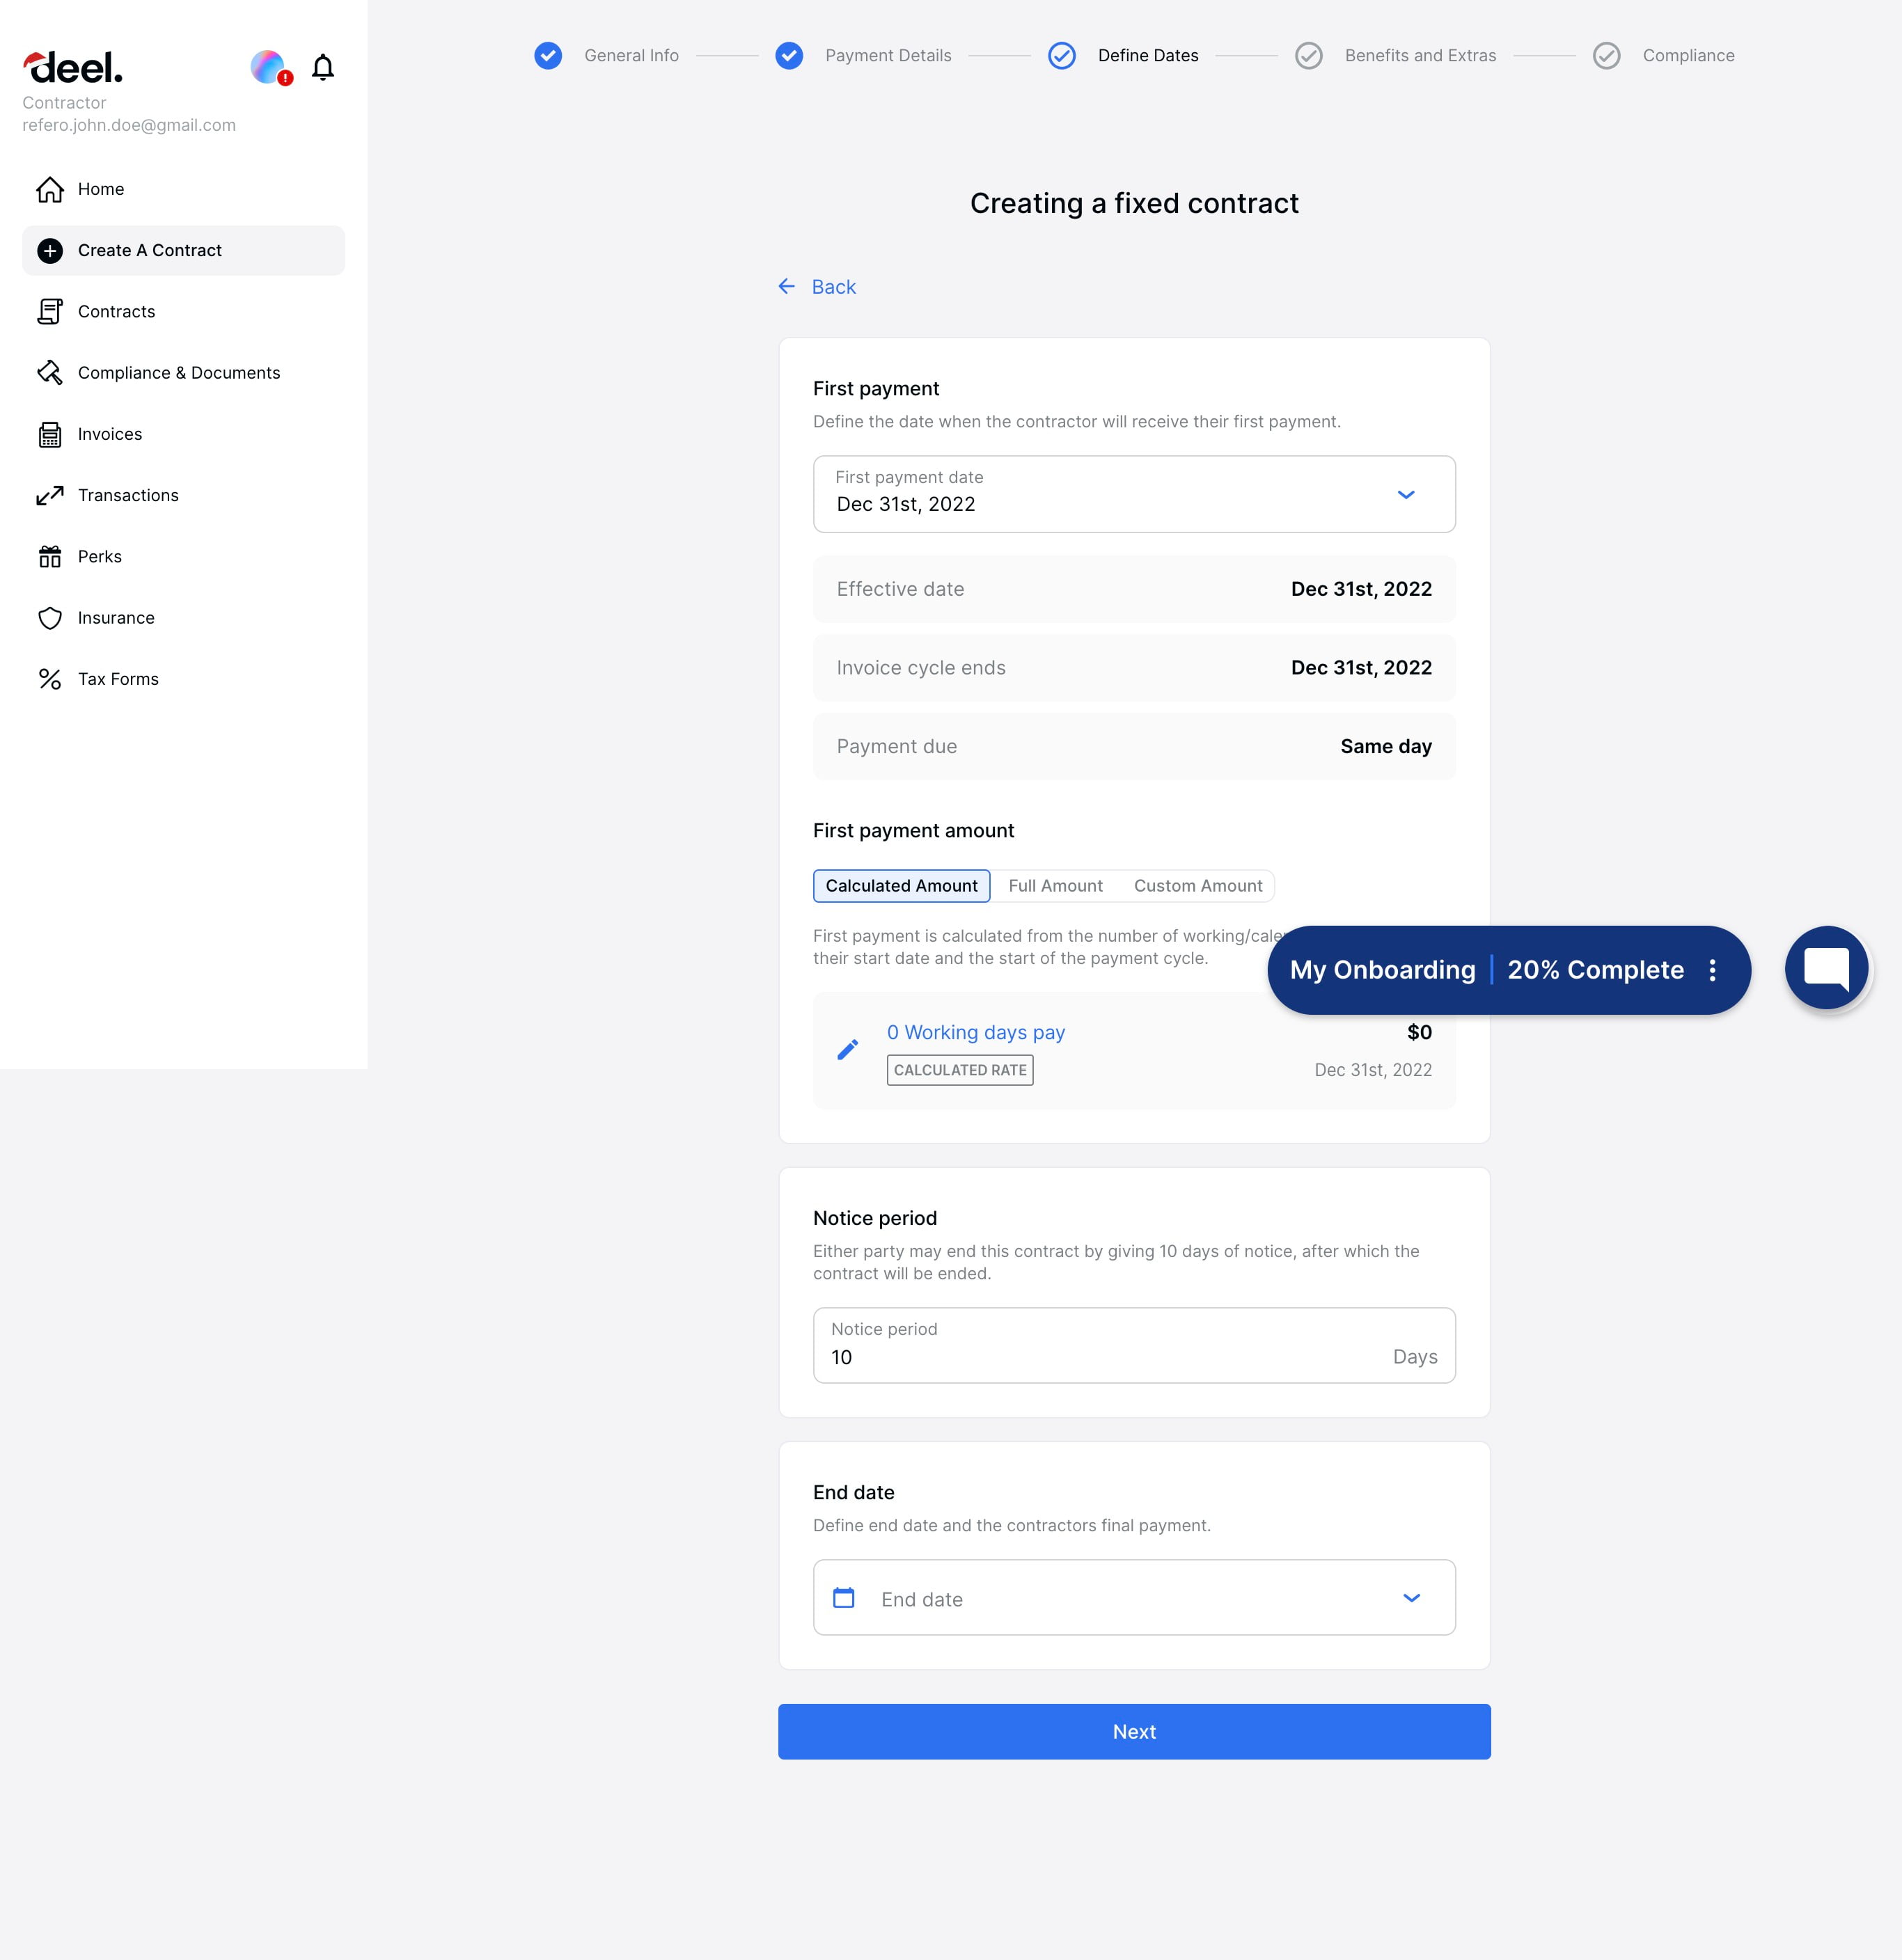 deel.
Contractor
refero.john.doe@gmail.com
Home
Create A Contract
Contracts
Compliance & Documents
Invoices
Transactions
Perks
Insurance
Tax Forms
General Info
Payment Details
Define Dates
Benefits and Extras
Compliance
Creating a fixed contract
Back
First payment
Define the date when the contractor will receive their first payment.
First payment date
Dec 31st, 2022
Effective date Dec 31st, 2022
Invoice cycle ends Dec 31st, 2022
Payment due Same day
First payment amount
Calculated Amount Full Amount Custom Amount
First payment is calculated from the number of
their start date and the start of the payment cycle.
My Onboarding | 20% Complete
0 Working days pay $0
CALCULATED RATE Dec 31st, 2022
Notice period
Either party may end this contract by giving 10 days of notice, after which the
contract will be ended.
Notice period
10 Days
End date
Define end date and the contractors final payment.
End date
Next